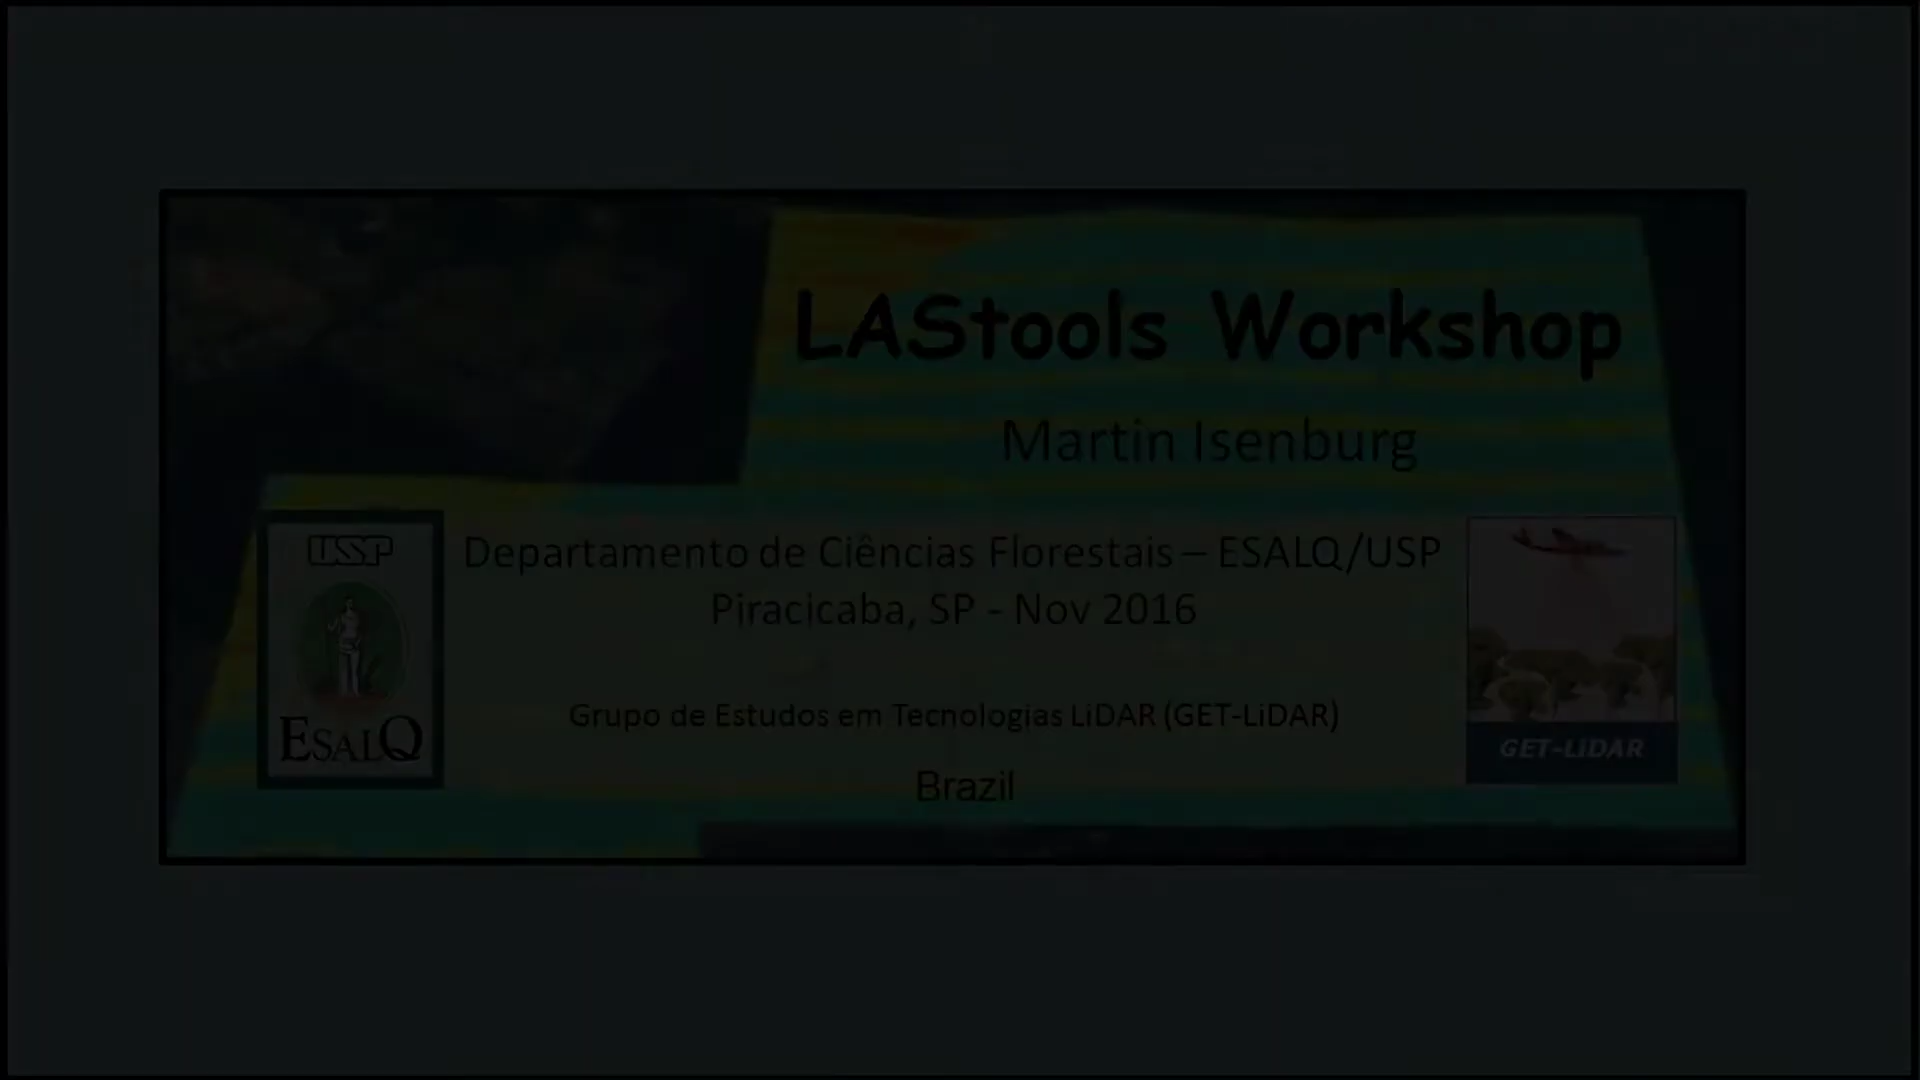 LAStools Workshop
Martin Isenburg
Departamento de Ciências Florestais – ESALQ/USP
Piracicaba, SP - Nov 2016
Grupo de Estudos em Tecnologias LiDAR (GET-LiDAR)
Brazil
USP
ESALQ
GET-LiDAR